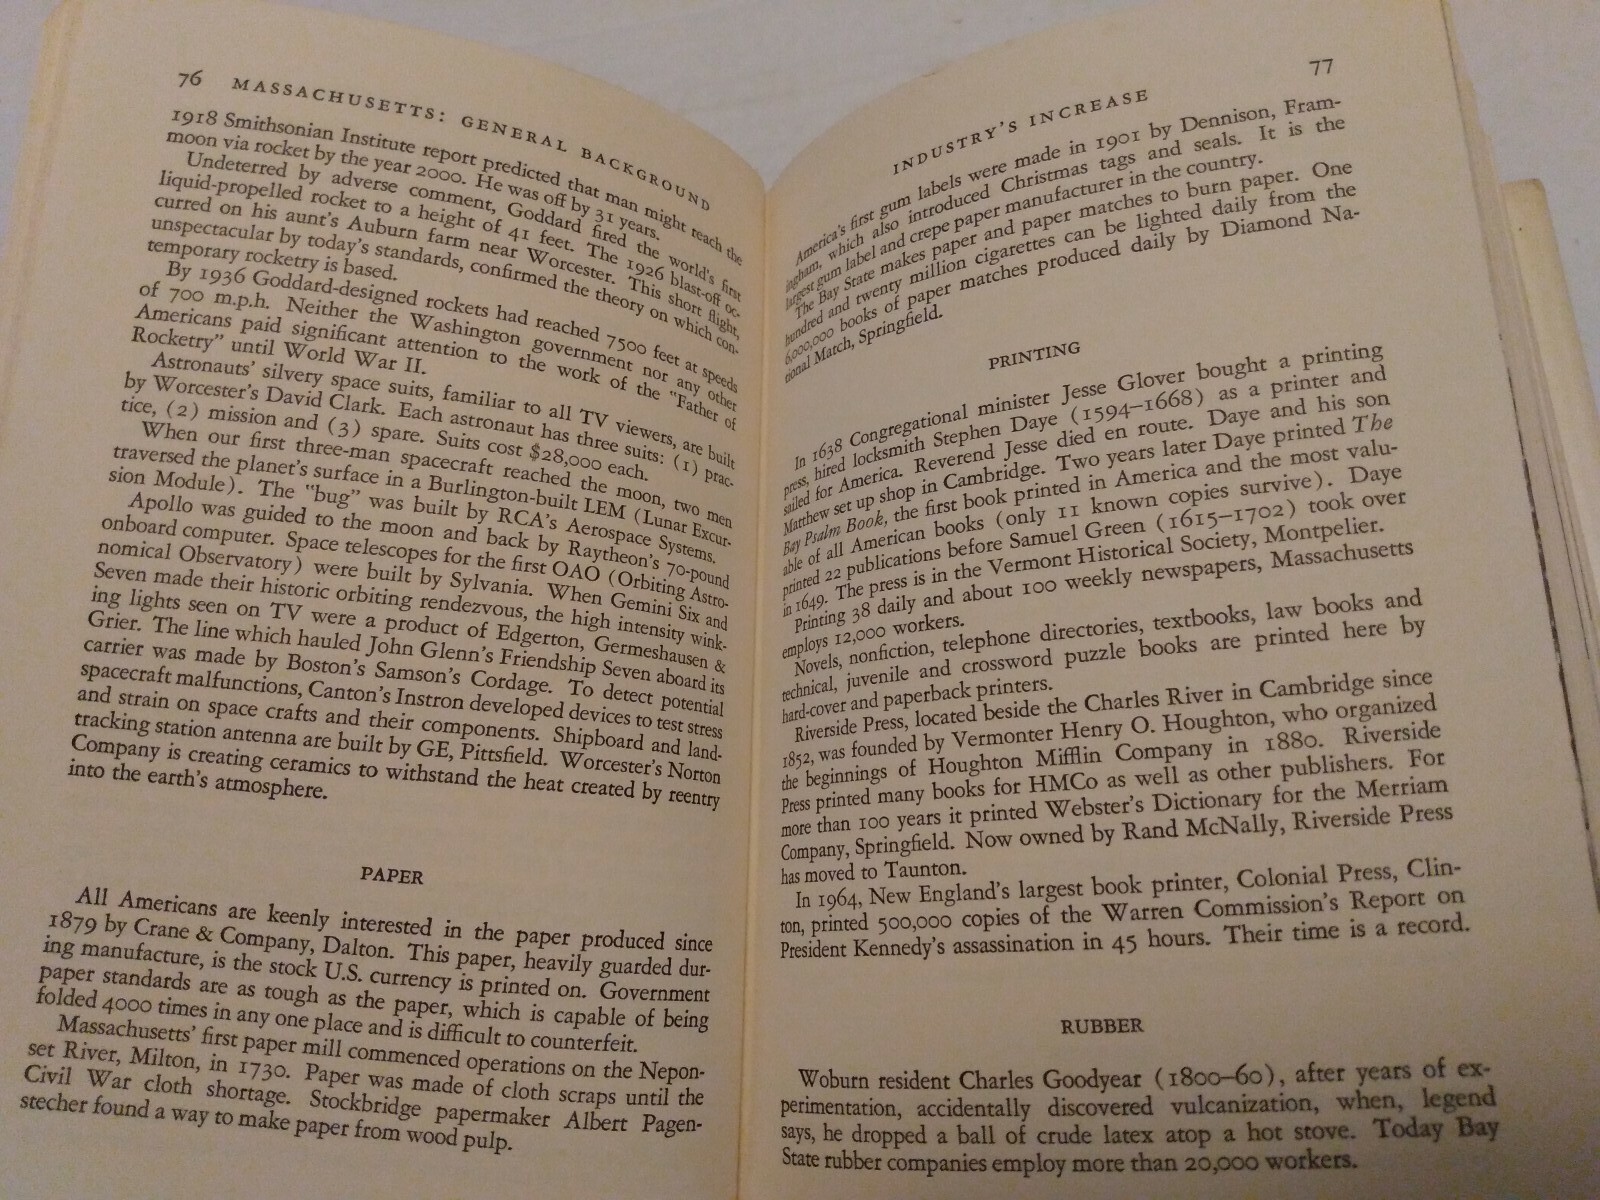 76 MASSACHUSETTS: GENERAL BACKGROUND
1918 Smithsonian Institute report predicted that man might reach the
moon via rocket by the year 2000. He was off by 31 years.
Undeterred by adverse comment, Goddard fired the world's first
liquid-propelled rocket to a height of 41 feet. The 1926 blast-off oc-
curred on his aunt's Auburn farm near Worcester. This short flight,
unspectacular by today's standards, confirmed the theory on which con-
temporary rocketry is based.
By 1936 Goddard-designed rockets had reached 7500 feet at speeds
of 700 m.p.h. Neither the Washington government nor any other
Americans paid significant attention to the work of the "Father of
Rocketry" until World War II.
Astronauts' silvery space suits, familiar to all TV viewers, are built
by Worcester's David Clark. Each astronaut has three suits: (1) prac-
tice, (2) mission and (3) spare. Suits cost $28,000 each.
When our first three-man spacecraft reached the moon, two men
traversed the planet's surface in a Burlington-built LEM (Lunar Excur-
sion Module). The "bug" was built by RCA's Aerospace Systems.
Apollo was guided to the moon and back by Raytheon's 70-pound
onboard computer. Space telescopes for the first OAO (Orbiting Astro-
nomical Observatory) were built by Sylvania. When Gemini Six and
Seven made their historic orbiting rendezvous, the high intensity wink-
ing lights seen on TV were a product of Edgerton, Germeshausen &
Grier. The line which hauled John Glenn's Friendship Seven aboard its
carrier was made by Boston's Samson's Cordage. To detect potential
spacecraft malfunctions, Canton's Instron developed devices to test stress
and strain on space crafts and their components. Shipboard and land-
tracking station antenna are built by GE, Pittsfield. Worcester's Norton
Company is creating ceramics to withstand the heat created by reentry
into the earth's atmosphere.
PAPER
All Americans are keenly interested in the paper produced since
1879 by Crane & Company, Dalton. This paper, heavily guarded dur-
ing manufacture, is the stock U.S. currency is printed on. Government
paper standards are as tough as the paper, which is capable of being
folded 4000 times in any one place and is difficult to counterfeit.
Massachusetts' first paper mill commenced operations on the Nepon-
set River, Milton, in 1730. Paper was made of cloth scraps until the
Civil War cloth shortage. Stockbridge papermaker Albert Pagen-
stecher found a way to make paper from wood pulp.
INDUSTRY'S INCREASE 77
America's first gum labels were made in 1901 by Dennison, Fram-
ingham, which also introduced Christmas tags and seals. It is the
largest gum label and crepe paper manufacturer in the country.
The Bay State makes paper and paper matches to burn paper. One
hundred and twenty million cigarettes can be lighted daily from the
6,000,000 books of paper matches produced daily by Diamond Na-
tional Match, Springfield.
PRINTING
In 1638 Congregational minister Jesse Glover bought a printing
press, hired locksmith Stephen Daye (1594–1668) as a printer and
sailed for America. Reverend Jesse died en route. Daye and his son
Matthew set up shop in Cambridge. Two years later Daye printed The
Bay Psalm Book, the first book printed in America and the most valu-
able of all American books (only 11 known copies survive). Daye
printed 22 publications before Samuel Green (1615–1702) took over
in 1649. The press is in the Vermont Historical Society, Montpelier.
Printing 38 daily and about 100 weekly newspapers, Massachusetts
employs 12,000 workers.
Novels, nonfiction, telephone directories, textbooks, law books and
technical, juvenile and crossword puzzle books are printed here by
hard-cover and paperback printers.
Riverside Press, located beside the Charles River in Cambridge since
1852, was founded by Vermonter Henry O. Houghton, who organized
the beginnings of Houghton Mifflin Company in 1880. Riverside
Press printed many books for HMCo as well as other publishers. For
more than 100 years it printed Webster's Dictionary for the Merriam
Company, Springfield. Now owned by Rand McNally, Riverside Press
has moved to Taunton.
In 1964, New England's largest book printer, Colonial Press, Clin-
ton, printed 500,000 copies of the Warren Commission's Report on
President Kennedy's assassination in 45 hours. Their time is a record.
RUBBER
Woburn resident Charles Goodyear (1800–60), after years of ex-
perimentation, accidentally discovered vulcanization, when, legend
says, he dropped a ball of crude latex atop a hot stove. Today Bay
State rubber companies employ more than 20,000 workers.